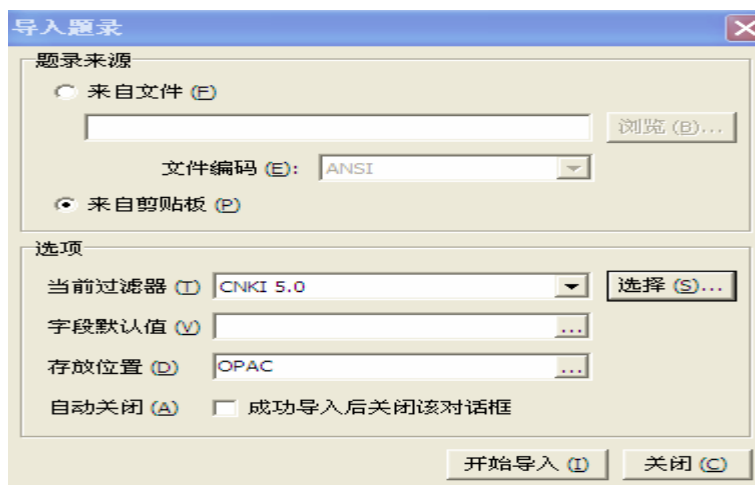 导入题录
题录来源
来自文件 (F)
浏览 (B)...
文件编码 (E): ANSI
来自剪贴板 (P)
选项
当前过滤器 (T) CNKI 5.0 选择 (S)...
字段默认值 (V) ...
存放位置 (D) OPAC ...
自动关闭 (A) 成功导入后关闭该对话框
开始导入 (I) 关闭 (C)